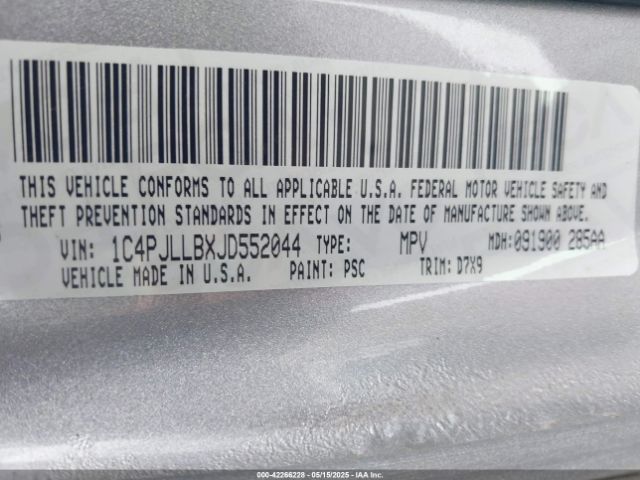 THIS VEHICLE CONFORMS TO ALL APPLICABLE U.S.A. FEDERAL MOTOR VEHICLE SAFETY AND
THEFT PREVENTION STANDARDS IN EFFECT ON THE DATE OF MANUFACTURE SHOWN ABOVE.
VIN: 1C4PJLLBXJD552044 TYPE: MPV MDH:091900 285AA
VEHICLE MADE IN U.S.A. PAINT: PSC TRIM: D7X9
000-42266228 - 05/15/2025 - IAA Inc.